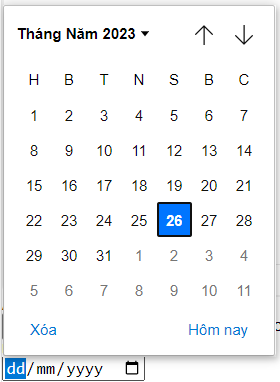 Tháng Năm 2023
H B T N S B C
1 2 3 4 5 6 7
8 9 10 11 12 13 14
15 16 17 18 19 20 21
22 23 24 25 26 27 28
29 30 31 1 2 3 4
5 6 7 8 9 10 11
Xóa Hôm nay
dd/mm/yyyy